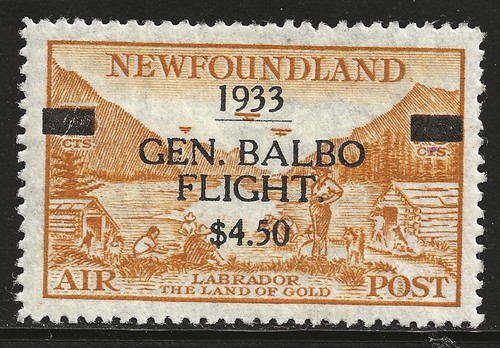 NEWFOUNDLAND
1933
CTS. CTS.
GEN. BALBO
FLIGHT.
$4.50
LABRADOR
AIR THE LAND OF GOLD POST